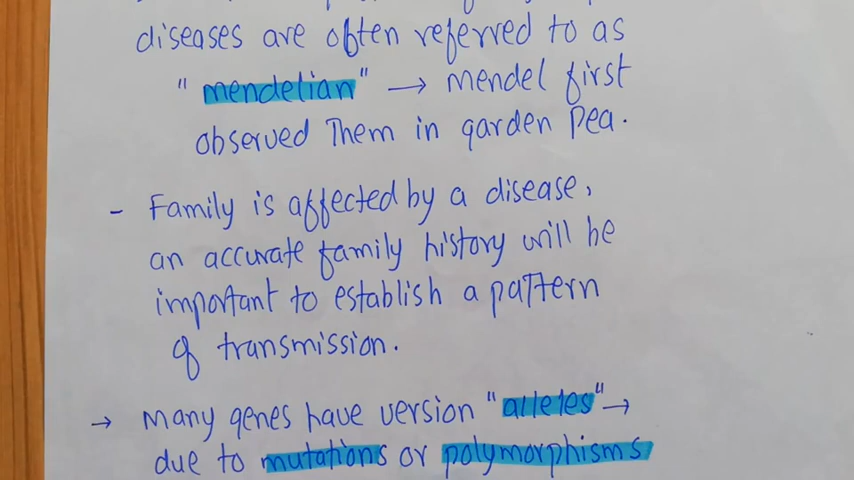 diseases are often referred to as
"mendelian" → mendel first
observed Them in garden pea.
- Family is affected by a disease,
an accurate family history will be
important to establish a pattern
of transmission.
→ Many genes have version "alleles" →
due to mutations or polymorphisms